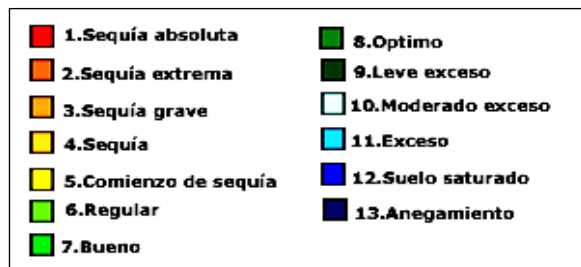 1.Sequía absoluta
2.Sequía extrema
3.Sequía grave
4.Sequía
5.Comienzo de sequía
6.Regular
7.Bueno
8.Optimo
9.Leve exceso
10.Moderado exceso
11.Exceso
12.Suelo saturado
13.Anegamiento